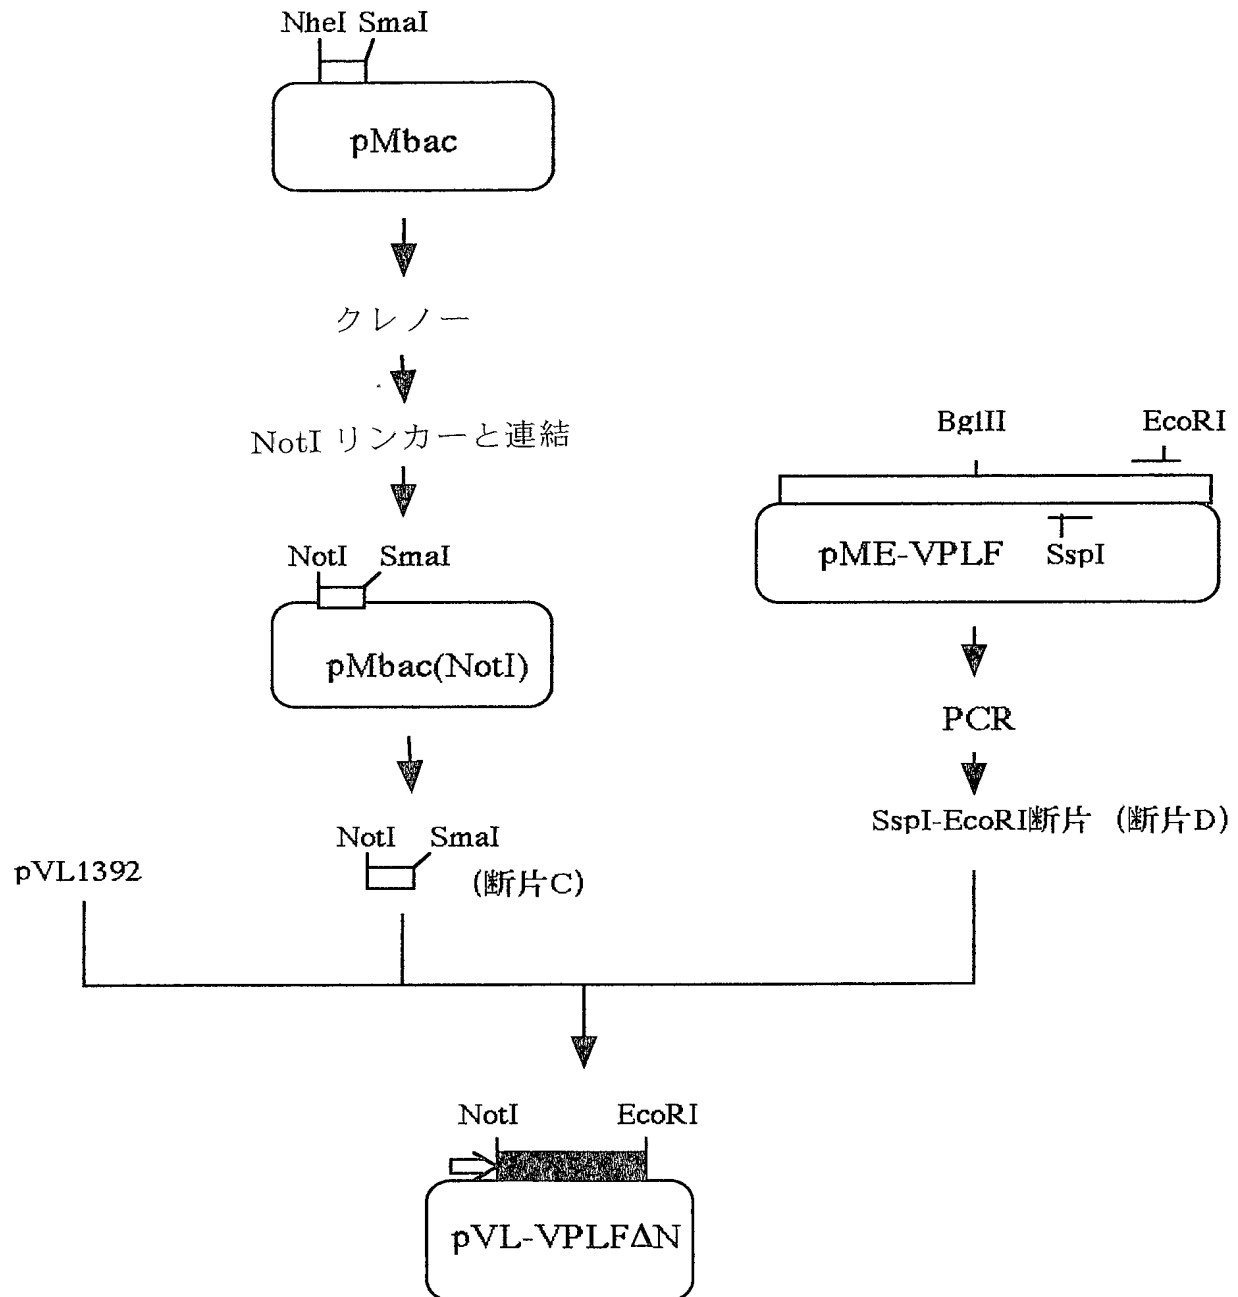 NheI SmaI
pMbac
クレノー
NotI リンカーと連結
NotI SmaI
pMbac(NotI)
BglII EcoRI
pME-VPLF SspI
PCR
SspI-EcoRI断片 (断片D)
NotI SmaI
(断片C)
pVL1392
NotI EcoRI
pVL-VPLFΔN